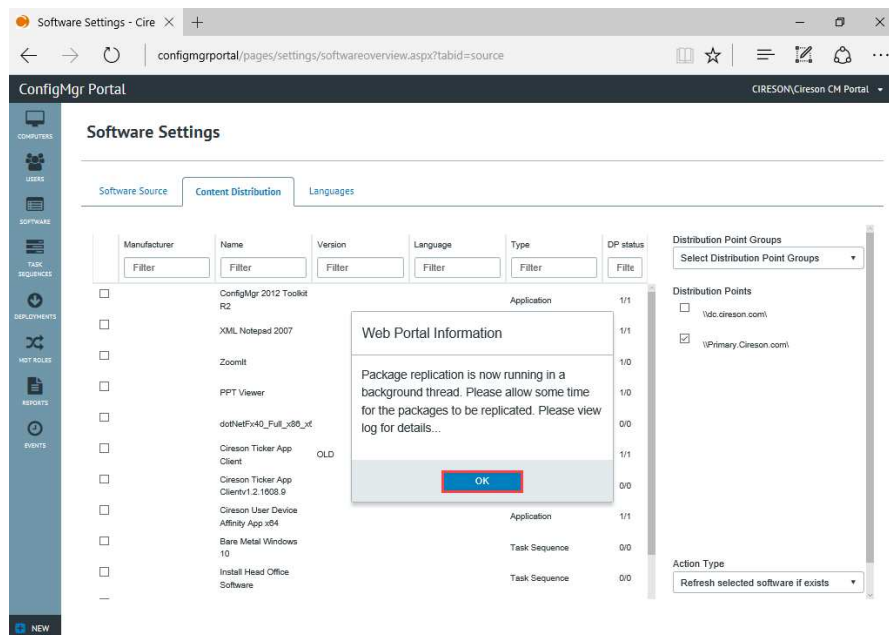 Software Settings - Cire
configmgrportal/pages/settings/softwareoverview.aspx?tabid=source
ConfigMgr Portal
CIRESON\Cireson CM Portal
COMPUTERS
USERS
SOFTWARE
TASK SEQUENCES
DEPLOYMENTS
MGT ROLES
REPORTS
EVENTS
NEW
Software Settings
Software Source
Content Distribution
Languages
Manufacturer Name Version Language Type DP status
Filter Filter Filter Filter Filter Filte
ConfigMgr 2012 Toolkit R2 Application 1/1
XML Notepad 2007 1/1
ZoomIt 1/0
PPT Viewer 1/0
dotNetFx40_Full_x86_x6 0/0
Cireson Ticker App Client OLD 1/1
Cireson Ticker App Clientv1.2.1608.9 0/0
Cireson User Device Affinity App x64 Application 1/1
Bare Metal Windows 10 Task Sequence 0/0
Install Head Office Software Task Sequence 0/0
Web Portal Information
Package replication is now running in a
background thread. Please allow some time
for the packages to be replicated. Please view
log for details...
OK
Distribution Point Groups
Select Distribution Point Groups
Distribution Points
\\dc.cireson.com\
\\Primary.Cireson.com\
Action Type
Refresh selected software if exists